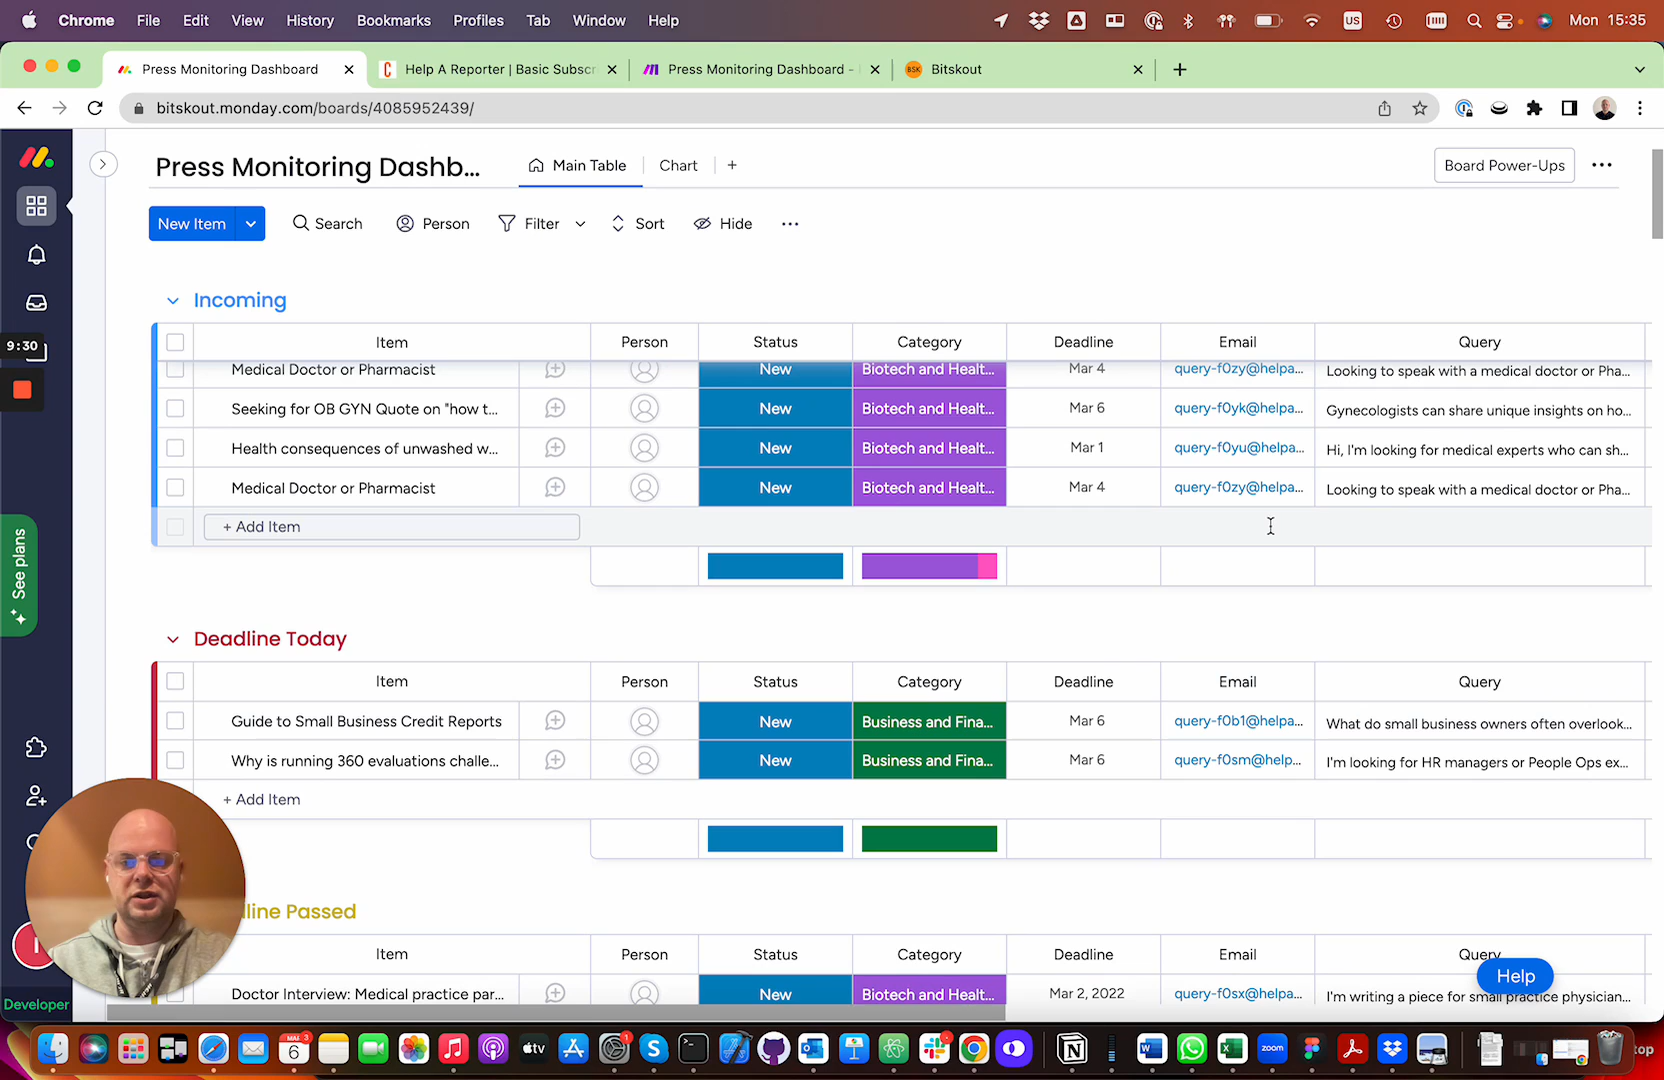 Chrome File Edit View History Bookmarks Profiles Tab Window Help US Mon 15:35
Press Monitoring Dashboard Help A Reporter | Basic Subscr Press Monitoring Dashboard - BSK Bitskout
bitskout.monday.com/boards/4085952439/
Press Monitoring Dashb... Main Table Chart + Board Power-Ups
New Item Search Person Filter Sort Hide
Incoming
9:30
Item Person Status Category Deadline Email Query
Medical Doctor or Pharmacist New Biotech and Healt... Mar 4 query-f0zy@helpa... Looking to speak with a medical doctor or Pha...
Seeking for OB GYN Quote on "how t... New Biotech and Healt... Mar 6 query-f0yk@helpa... Gynecologists can share unique insights on ho...
Health consequences of unwashed w... New Biotech and Healt... Mar 1 query-f0yu@helpa... Hi, I'm looking for medical experts who can sh...
Medical Doctor or Pharmacist New Biotech and Healt... Mar 4 query-f0zy@helpa... Looking to speak with a medical doctor or Pha...
+ Add Item
See plans
Deadline Today
Item Person Status Category Deadline Email Query
Guide to Small Business Credit Reports New Business and Fina... Mar 6 query-f0b1@helpa... What do small business owners often overlook...
Why is running 360 evaluations challe... New Business and Fina... Mar 6 query-f0sm@help... I'm looking for HR managers or People Ops ex...
+ Add Item
line Passed
Item Person Status Category Deadline Email Query
Help
Doctor Interview: Medical practice par... New Biotech and Healt... Mar 2, 2022 query-f0sx@helpa... I'm writing a piece for small practice physician...
Developer
MAI 6 3 tv 1 zoom top